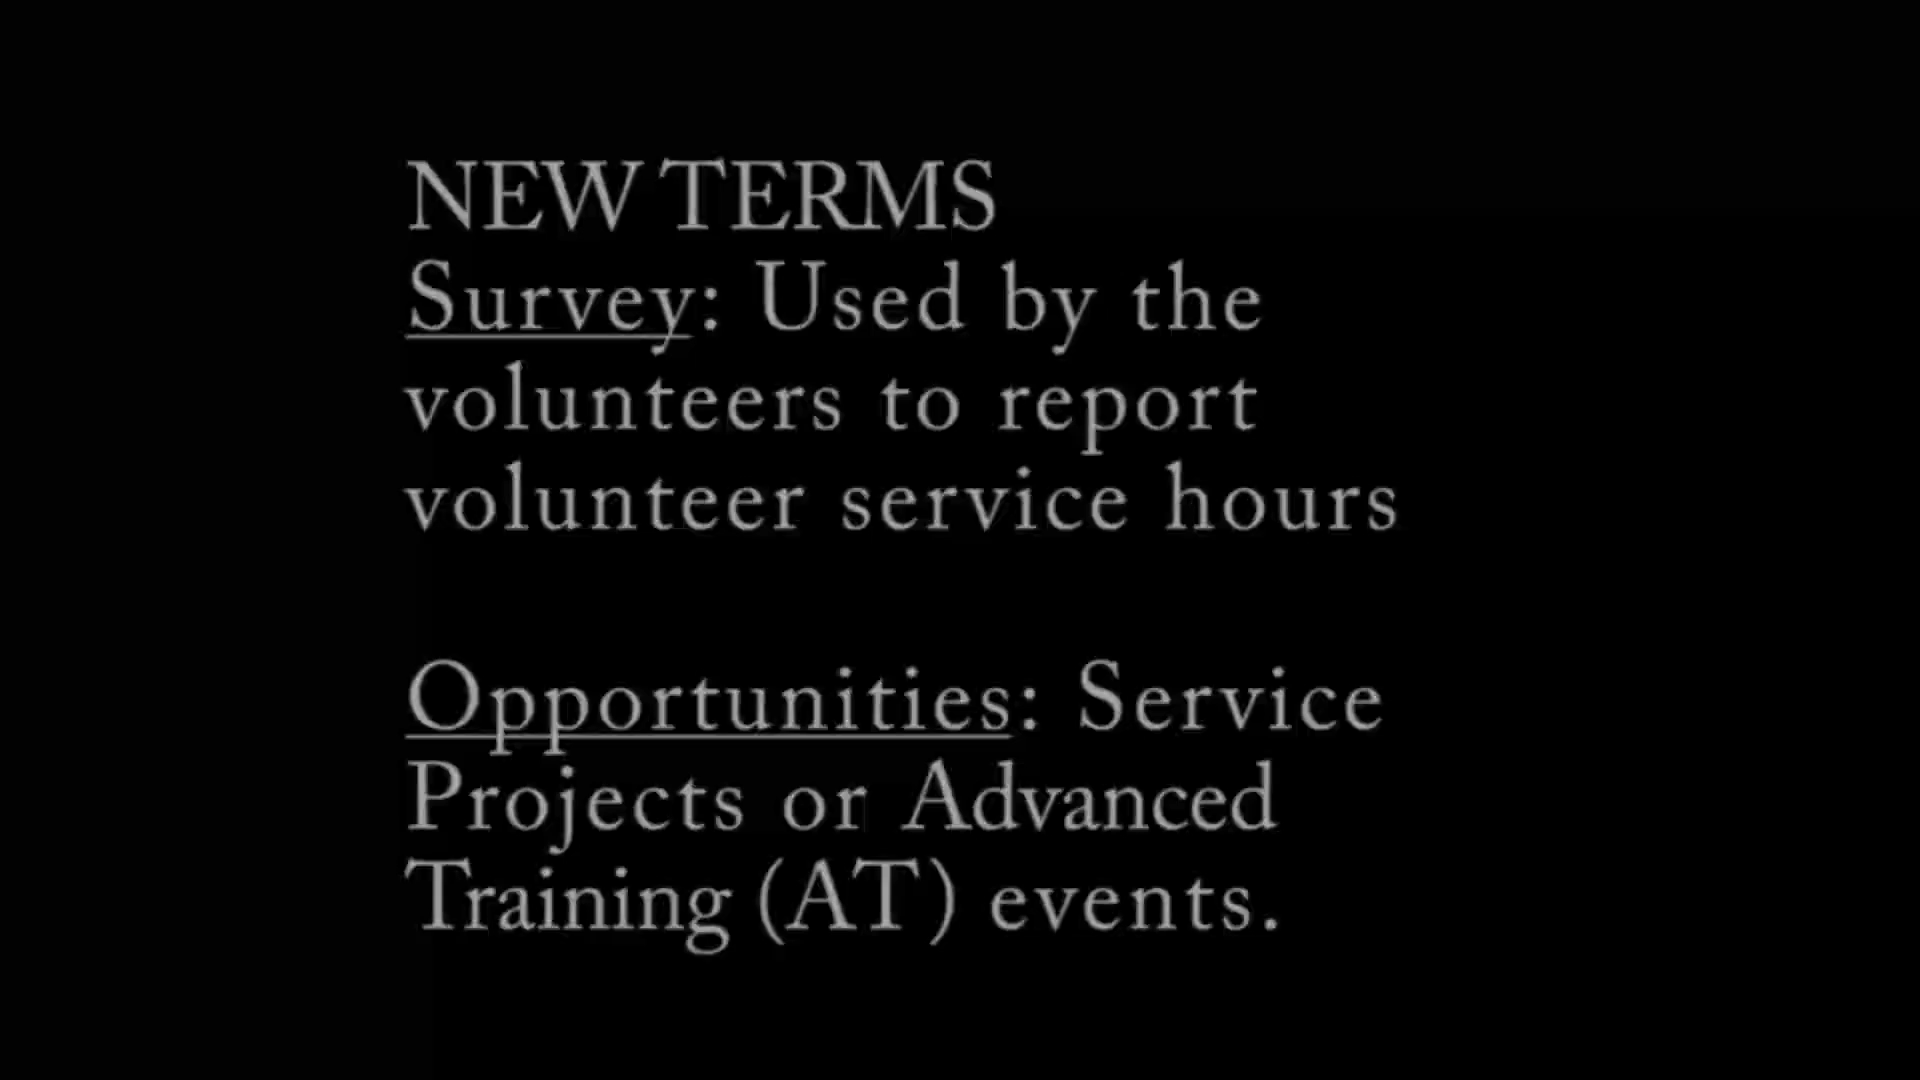 NEW TERMS
Survey: Used by the
volunteers to report
volunteer service hours
Opportunities: Service
Projects or Advanced
Training (AT) events.